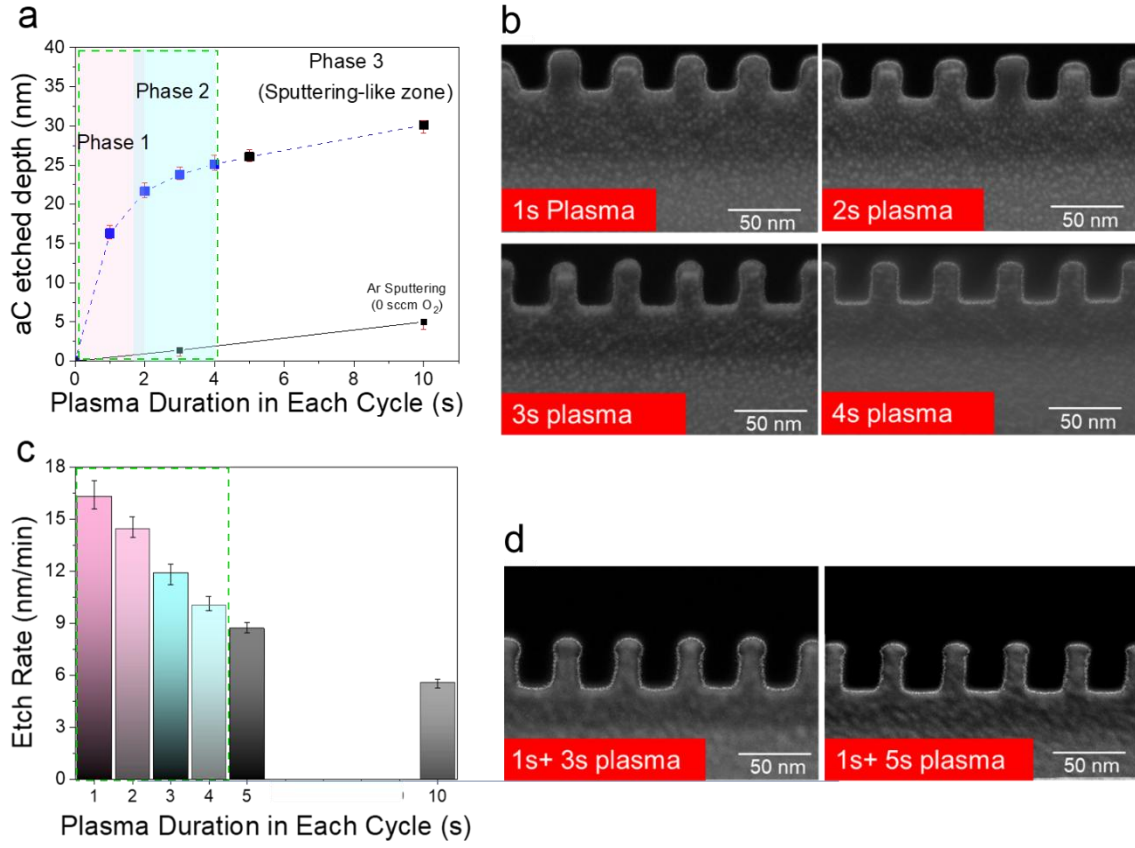 a
aC etched depth (nm)
40
35
30
25
20
15
10
5
0
Phase 1
Phase 2
Phase 3
(Sputtering-like zone)
Ar Sputtering
(0 sccm O₂)
0 2 4 6 8 10
Plasma Duration in Each Cycle (s)
b
1s Plasma
50 nm
2s plasma
50 nm
3s plasma
50 nm
4s plasma
50 nm
c
Etch Rate (nm/min)
18
15
12
9
6
3
0
1 2 3 4 5 10
Plasma Duration in Each Cycle (s)
d
1s+ 3s plasma
50 nm
1s+ 5s plasma
50 nm